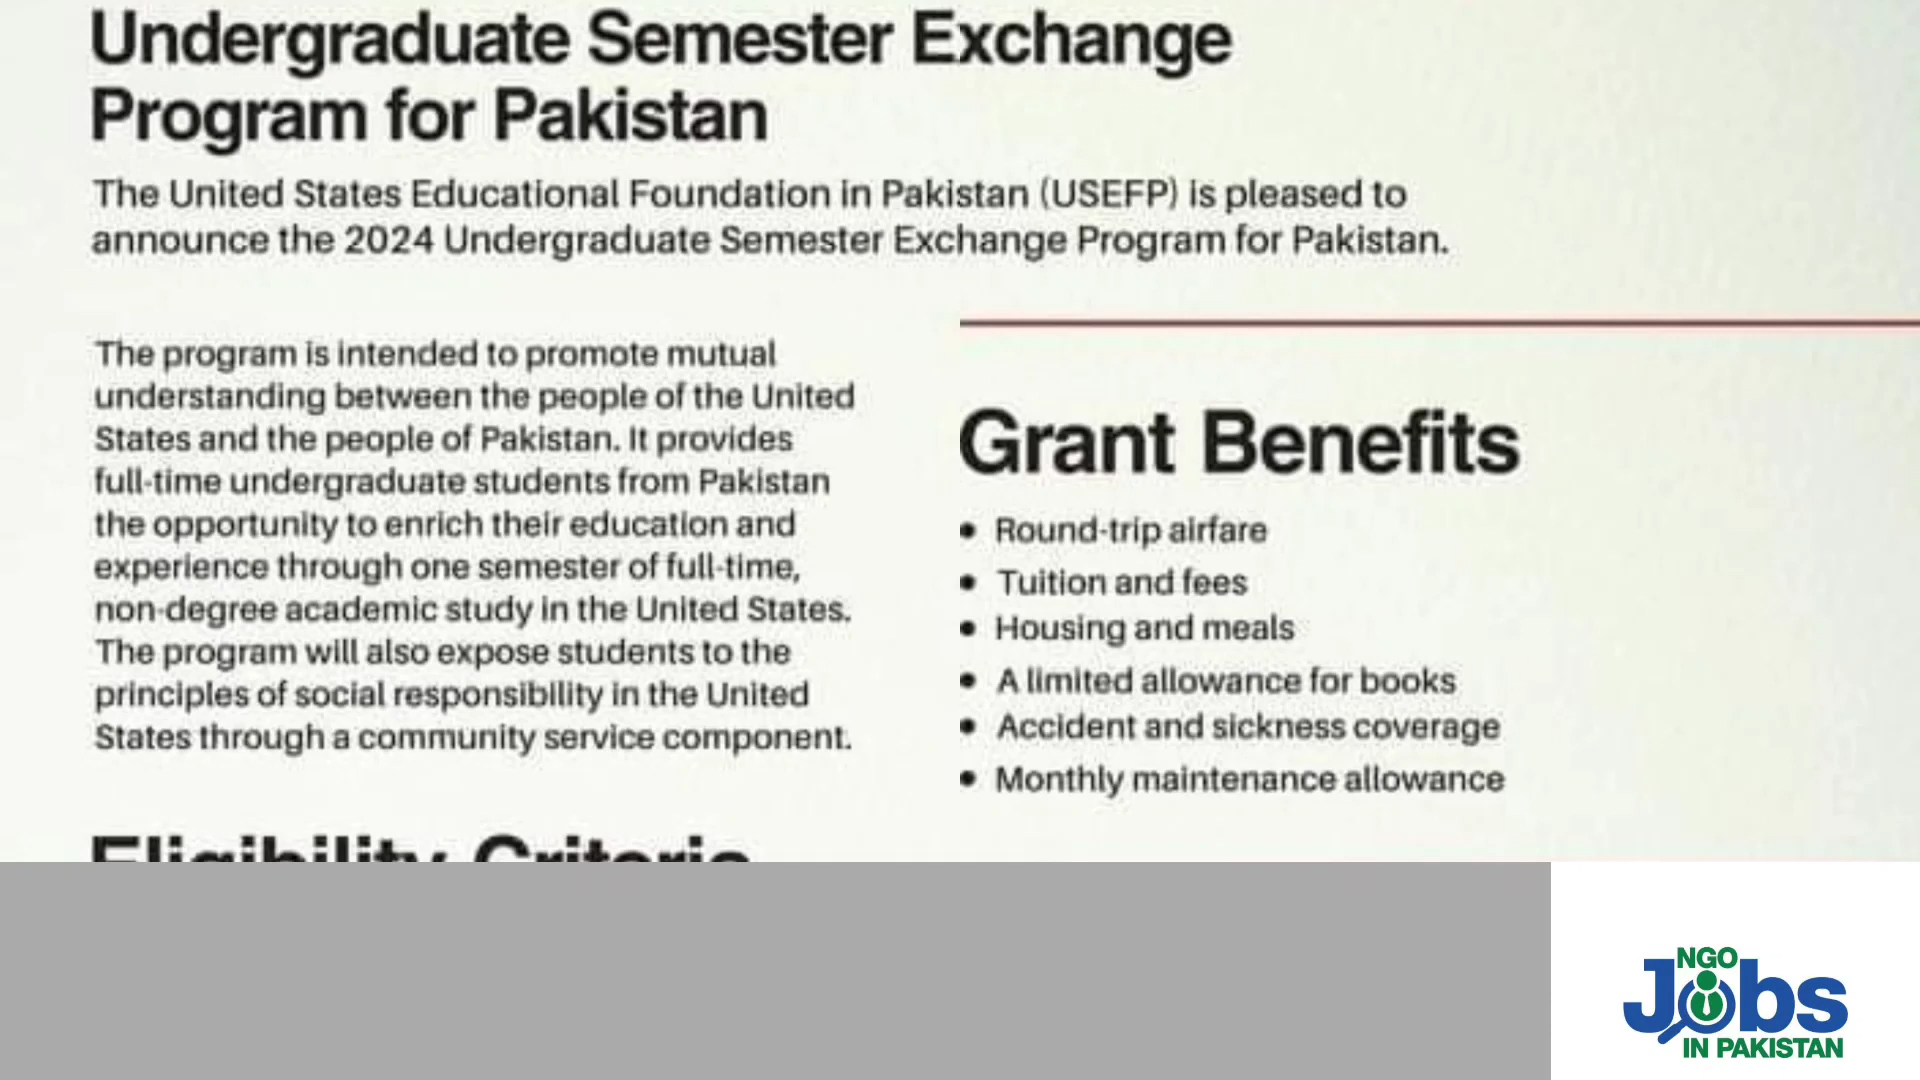 Undergraduate Semester Exchange
Program for Pakistan
The United States Educational Foundation in Pakistan (USEFP) is pleased to
announce the 2024 Undergraduate Semester Exchange Program for Pakistan.
The program is intended to promote mutual
understanding between the people of the United
States and the people of Pakistan. It provides
full-time undergraduate students from Pakistan
the opportunity to enrich their education and
experience through one semester of full-time,
non-degree academic study in the United States.
The program will also expose students to the
principles of social responsibility in the United
States through a community service component.
Eligibility Criteria
Grant Benefits
• Round-trip airfare
• Tuition and fees
• Housing and meals
• A limited allowance for books
• Accident and sickness coverage
• Monthly maintenance allowance
NGO
Jobs
IN PAKISTAN